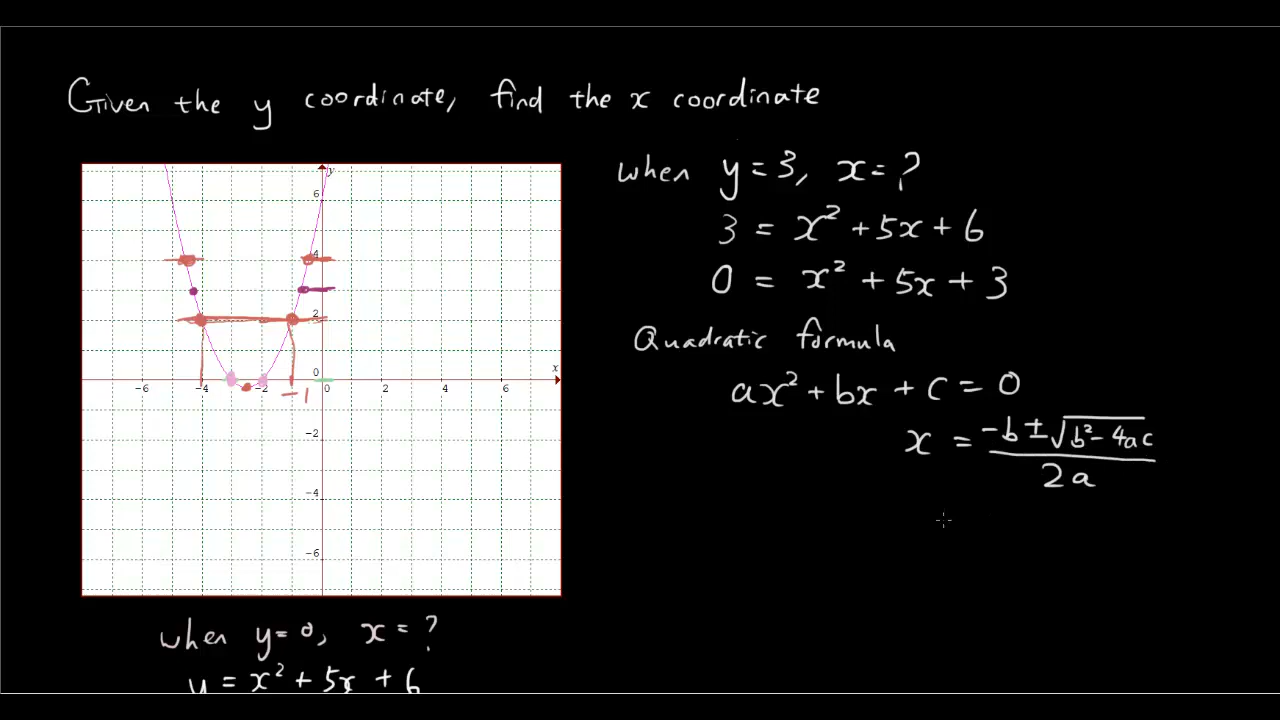 Given the y coordinate, find the x coordinate
when y = 3, x = ?
3 = x² + 5x + 6
0 = x² + 5x + 3
Quadratic formula
ax² + bx + c = 0
x = -b ± √b² - 4ac
2a
y
6
4
2
0
x
-6 -4 -2 0 2 4 6
-1
-2
-4
-6
when y = 0, x = ?
y = x² + 5x + 6